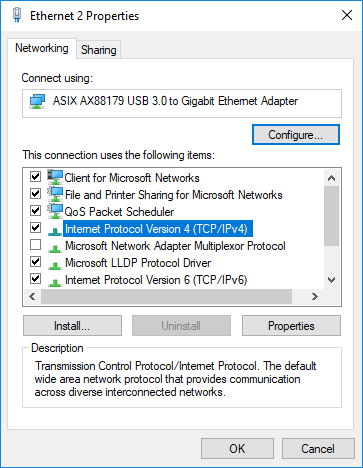 Ethernet 2 Properties
Networking
Sharing
Connect using:
ASIX AX88179 USB 3.0 to Gigabit Ethernet Adapter
Configure...
This connection uses the following items:
Client for Microsoft Networks
File and Printer Sharing for Microsoft Networks
QoS Packet Scheduler
Internet Protocol Version 4 (TCP/IPv4)
Microsoft Network Adapter Multiplexor Protocol
Microsoft LLDP Protocol Driver
Internet Protocol Version 6 (TCP/IPv6)
Install...
Uninstall
Properties
Description
Transmission Control Protocol/Internet Protocol. The default
wide area network protocol that provides communication
across diverse interconnected networks.
OK
Cancel